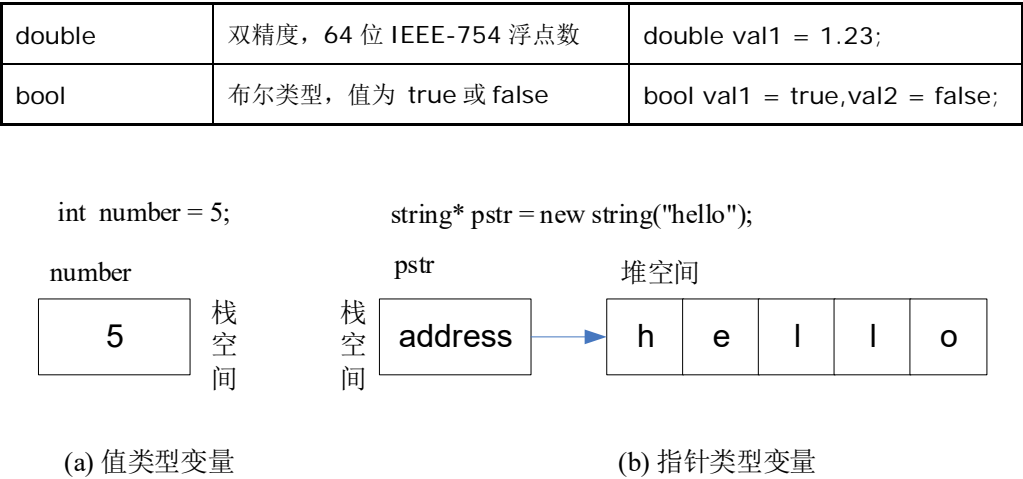 double 双精度，64 位 IEEE-754 浮点数 double val1 = 1.23;
bool 布尔类型，值为 true 或 false bool val1 = true,val2 = false;
int number = 5; string* pstr = new string("hello");
number pstr 堆空间
5 栈空间 栈空间 address h e l l o
(a) 值类型变量 (b) 指针类型变量